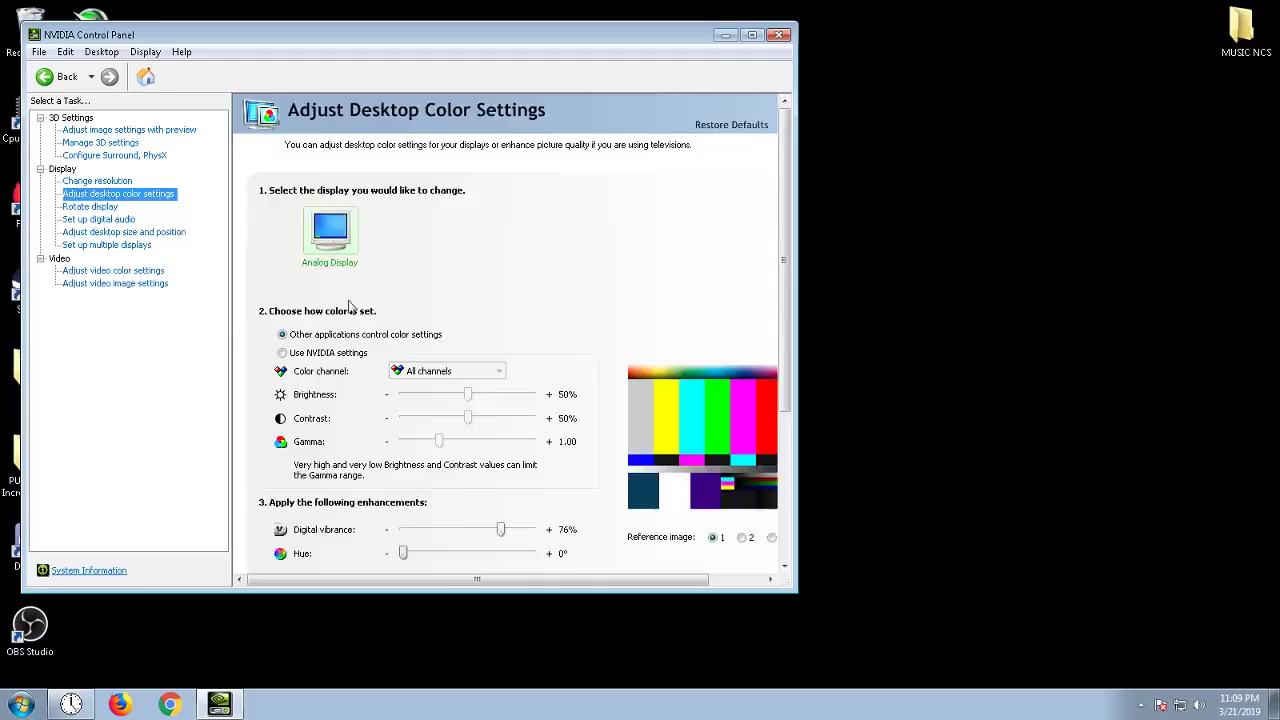 MUSIC NCS
NVIDIA Control Panel
File Edit Desktop Display Help
Back
Select a Task...
3D Settings
Adjust image settings with preview
Manage 3D settings
Configure Surround, PhysX
Display
Change resolution
Adjust desktop color settings
Rotate display
Set up digital audio
Adjust desktop size and position
Set up multiple displays
Video
Adjust video color settings
Adjust video image settings
System Information
Adjust Desktop Color Settings
Restore Defaults
You can adjust desktop color settings for your displays or enhance picture quality if you are using televisions.
1. Select the display you would like to change.
Analog Display
2. Choose how color is set.
Other applications control color settings
Use NVIDIA settings
Color channel: All channels
Brightness: - + 50%
Contrast: - + 50%
Gamma: - + 1.00
Very high and very low Brightness and Contrast values can limit
the Gamma range.
3. Apply the following enhancements:
Digital vibrance: - + 76%
Hue: - + 0°
Reference image: 1 2
OBS Studio
11:09 PM
3/21/2019